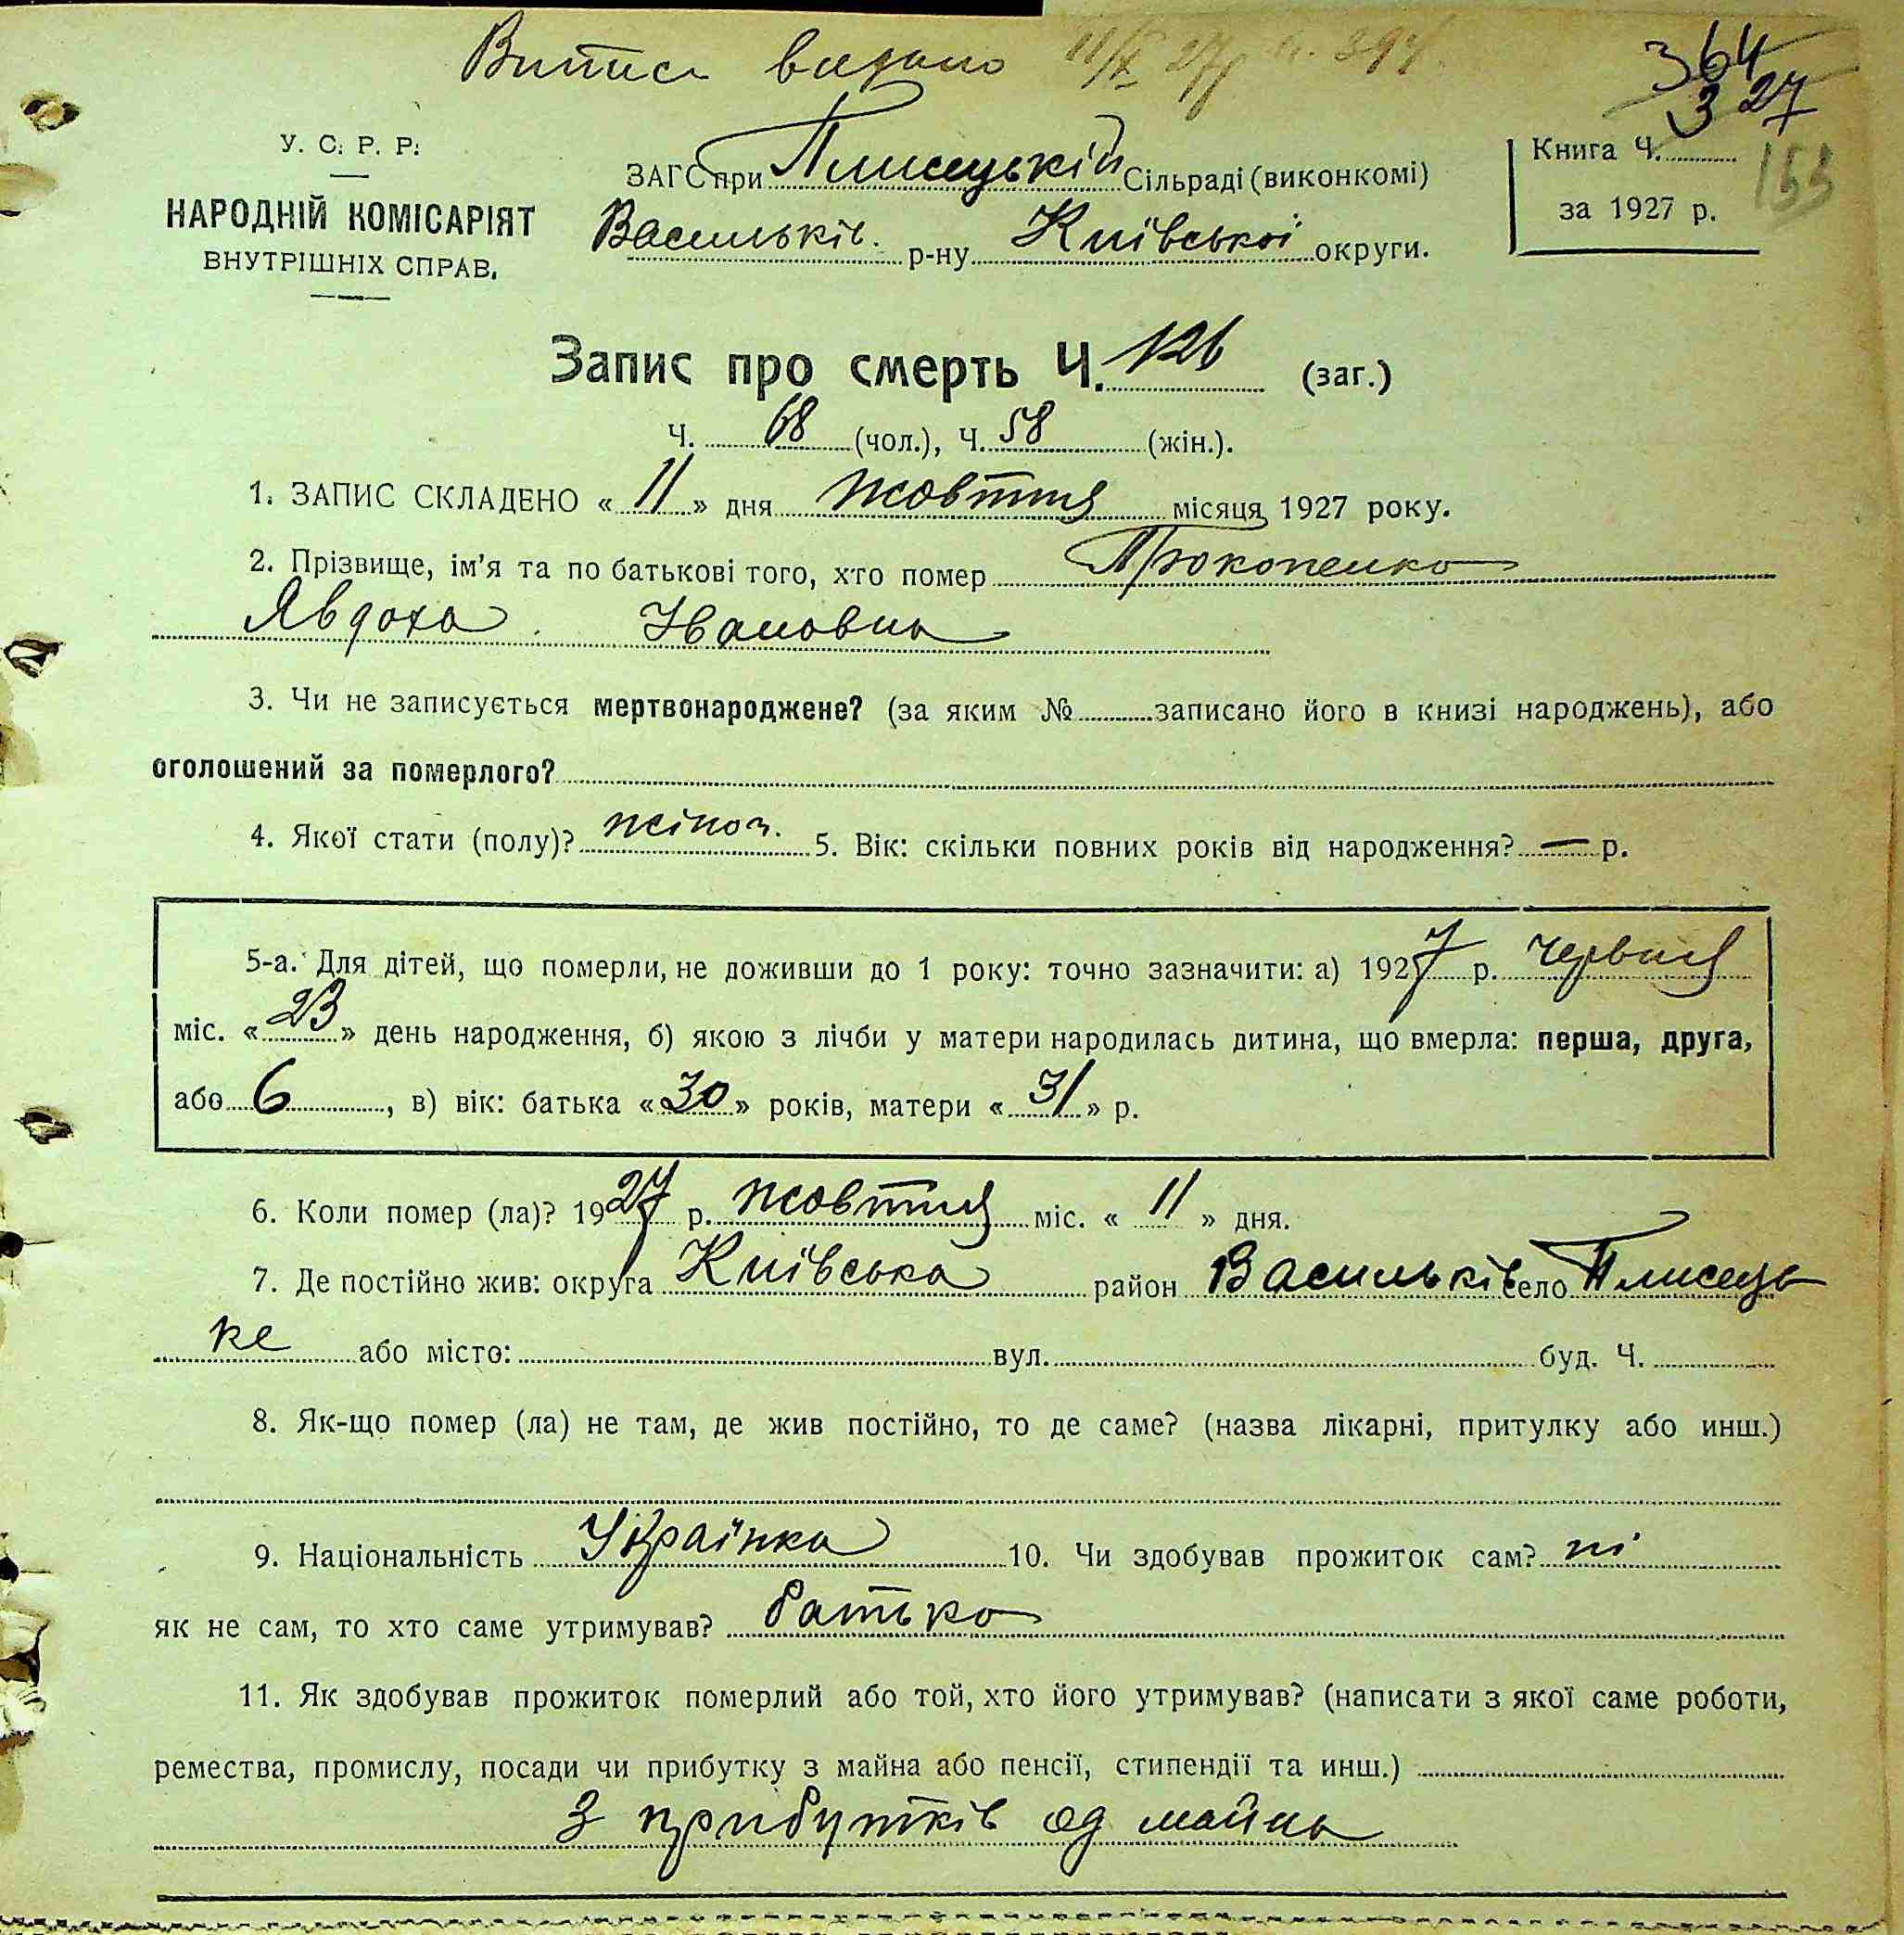 Випис видано 11/X 27р
364
3 27
153
У. С. Р. Р.
НАРОДНІЙ КОМІСАРІЯТ
ВНУТРІШНІХ СПРАВ.
ЗАГС при Плисецькій Сільраді (виконкомі)
Васильків. р-ну Київської округи.
Книга Ч.
за 1927 р.
Запис про смерть Ч. 126 (заг.)
Ч. 68 (чол.), Ч. 58 (жін.).
1. ЗАПИС СКЛАДЕНО « 11 » дня жовтня місяця 1927 року.
2. Прізвище, ім'я та по батькові того, хто помер Прокопенко
Явдоха Івановна
3. Чи не записується мертвонароджене? (за яким № записано його в книзі народжень), або
оголошений за померлого?
4. Якої стати (полу)? жіноч. 5. Вік: скільки повних років від народження? — р.
5-а. Для дітей, що померли, не доживши до 1 року: точно зазначити: а) 1927 р. червня
міс. « 23 » день народження, б) якою з лічби у матери народилась дитина, що вмерла: перша, друга,
або 6, в) вік: батька « 30 » років, матери « 31 » р.
6. Коли помер (ла)? 1927 р. жовтня міс. « 11 » дня.
7. Де постійно жив: округа Київська район Васильків село Плисець
ке або місто: вул. буд. Ч.
8. Як-що помер (ла) не там, де жив постійно, то де саме? (назва лікарні, притулку або инш.)
9. Національність Українка 10. Чи здобував прожиток сам? ні
як не сам, то хто саме утримував? батько
11. Як здобував прожиток померлий або той, хто його утримував? (написати з якої саме роботи,
ремества, промислу, посади чи прибутку з майна або пенсії, стипендії та инш.)
З прибутків од майна